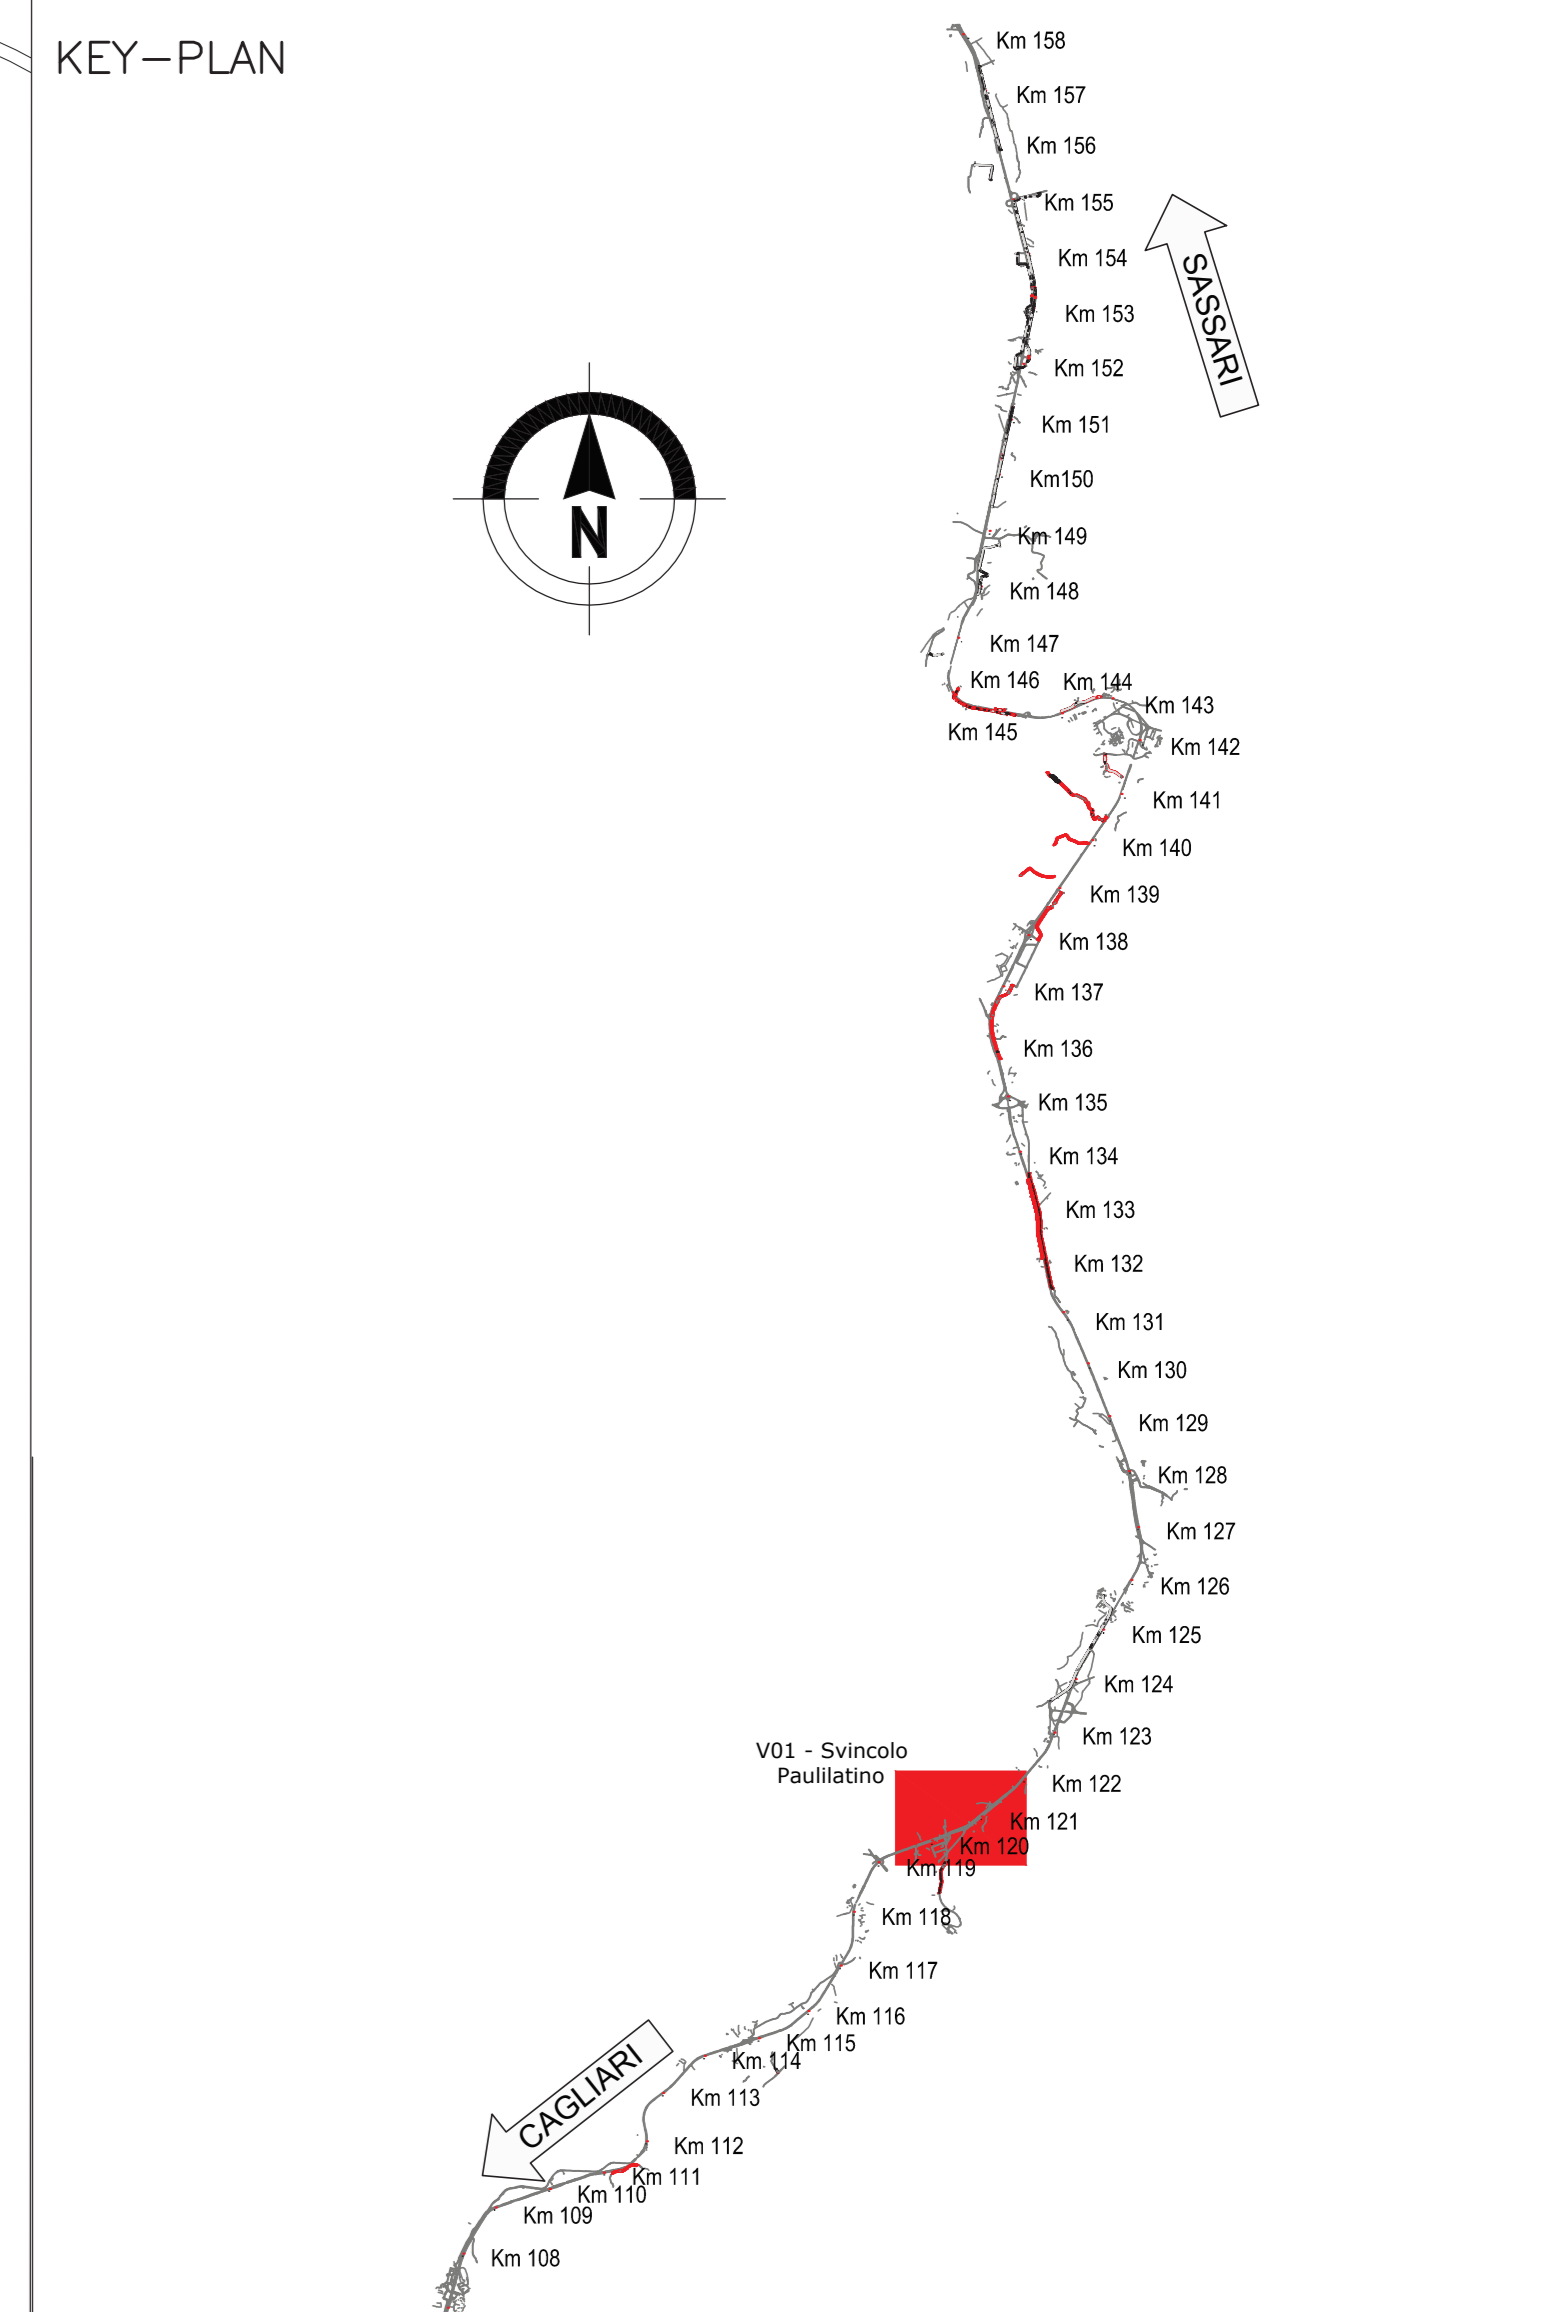 KEY-PLAN
Km 158
Km 157
Km 156
Km 155
Km 154
SASSARI
Km 153
Km 152
Km 151
Km150
N
Km 149
Km 148
Km 147
Km 146
Km 144
Km 143
Km 145
Km 142
Km 141
Km 140
Km 139
Km 138
Km 137
Km 136
Km 135
Km 134
Km 133
Km 132
Km 131
Km 130
Km 129
Km 128
Km 127
Km 126
Km 125
Km 124
Km 123
V01 - Svincolo
Paulilatino
Km 122
Km 121
Km 120
Km 119
Km 118
Km 117
Km 116
Km 115
Km 114
CAGLIARI
Km 113
Km 112
Km 111
Km 110
Km 109
Km 108